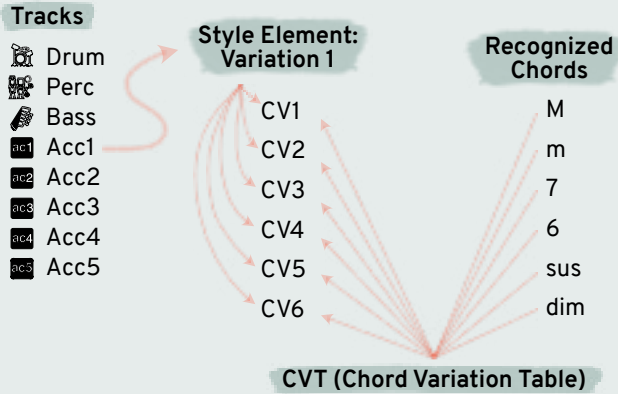 Tracks
Drum
Perc
Bass
ac1 Acc1
ac2 Acc2
ac3 Acc3
ac4 Acc4
ac5 Acc5
Style Element:
Variation 1
CV1
CV2
CV3
CV4
CV5
CV6
Recognized
Chords
M
m
7
6
sus
dim
CVT (Chord Variation Table)